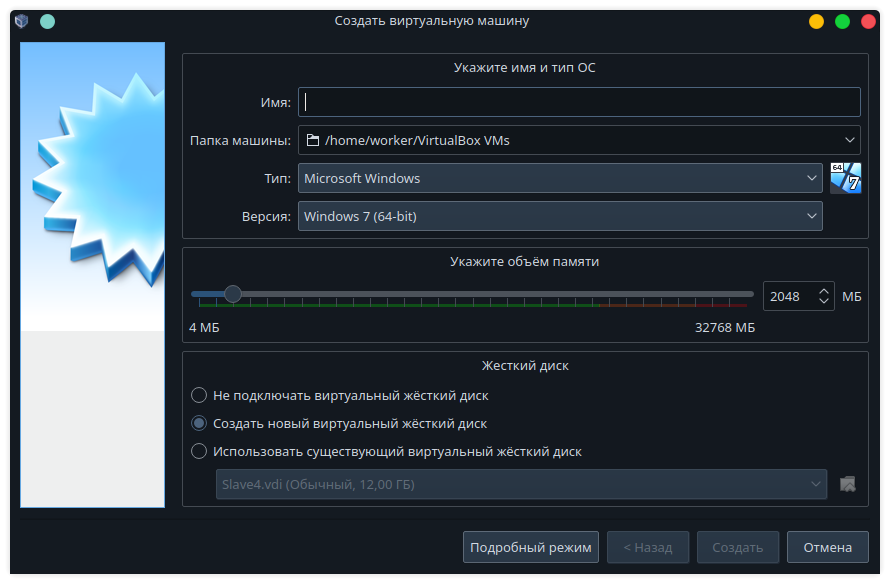 Создать виртуальную машину
Укажите имя и тип ОС
Имя:
Папка машины: /home/worker/VirtualBox VMs
Тип: Microsoft Windows
64
7
Версия: Windows 7 (64-bit)
Укажите объём памяти
2048 МБ
4 МБ 32768 МБ
Жесткий диск
Не подключать виртуальный жёсткий диск
Создать новый виртуальный жёсткий диск
Использовать существующий виртуальный жёсткий диск
Slave4.vdi (Обычный, 12,00 ГБ)
Подробный режим < Назад Создать Отмена